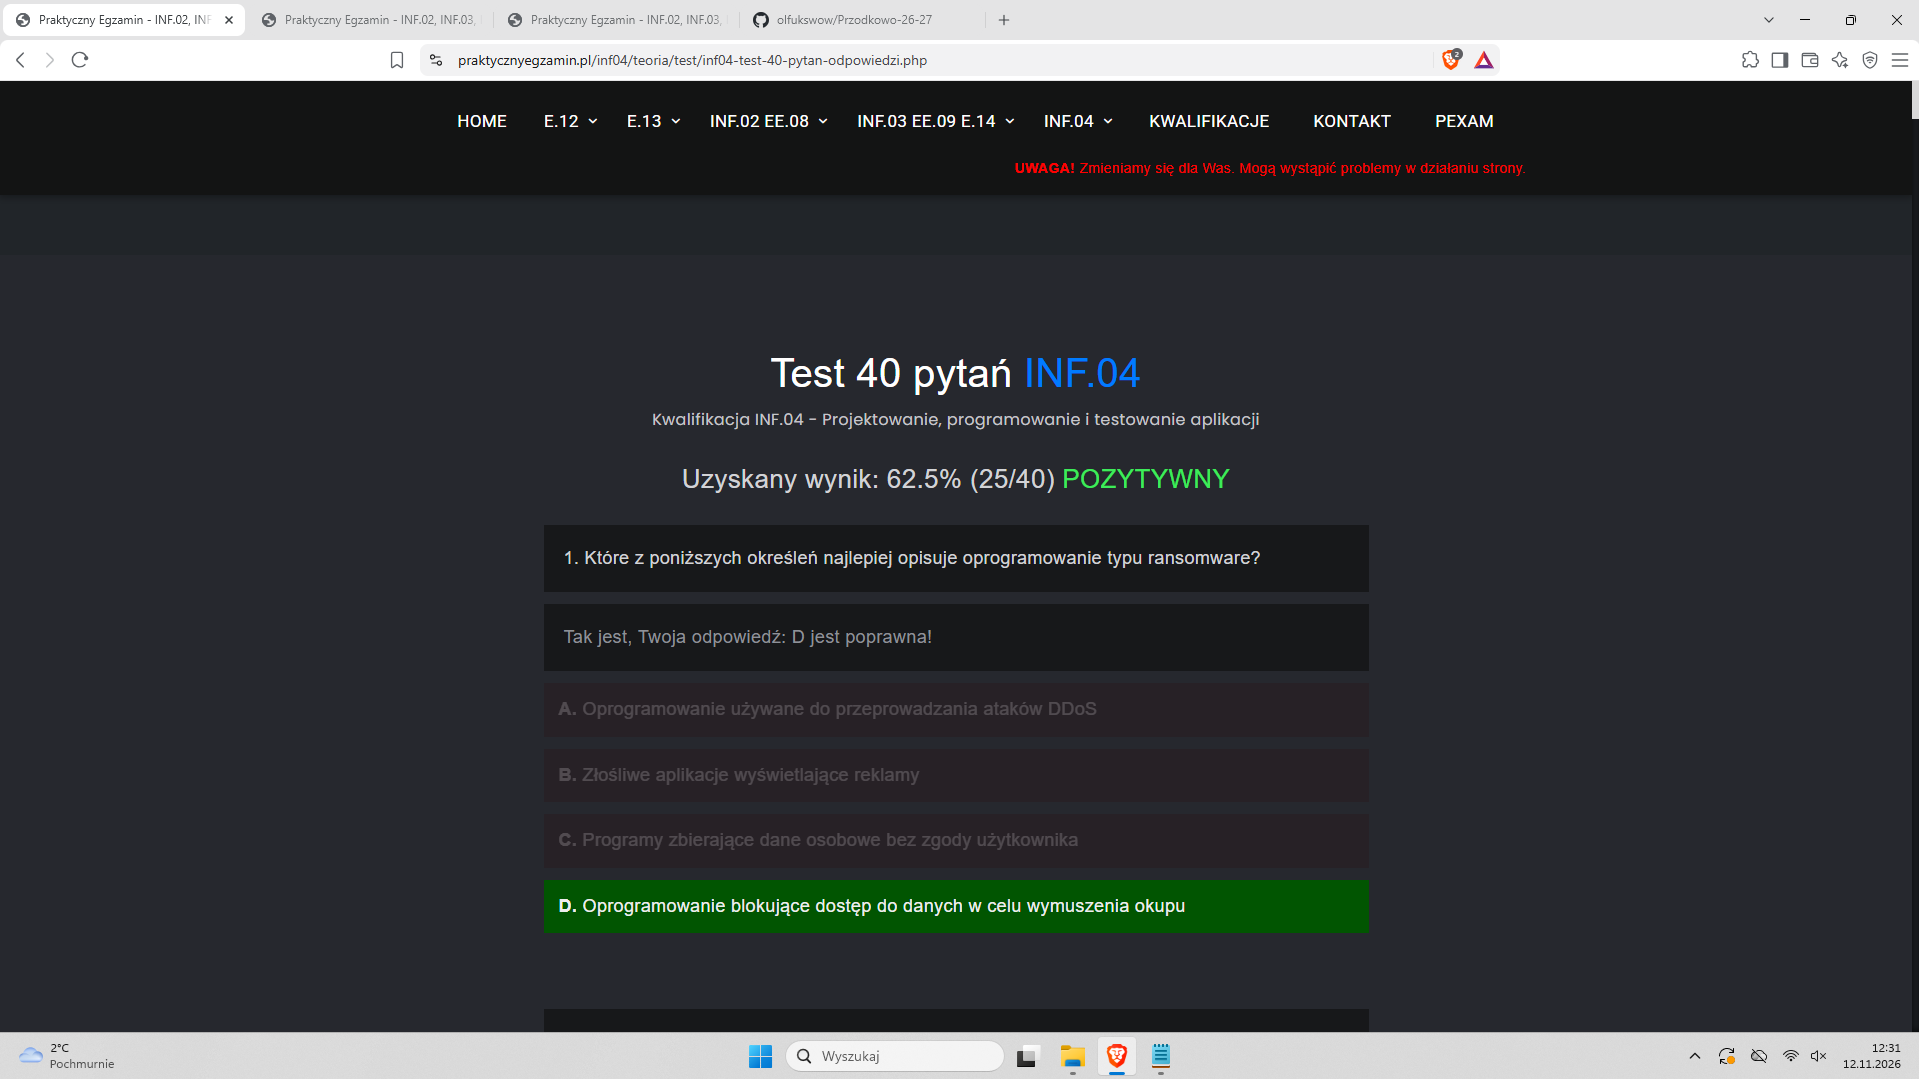 Praktyczny Egzamin - INF.02, INF
Praktyczny Egzamin - INF.02, INF.03,
Praktyczny Egzamin - INF.02, INF.03,
olfukswow/Przodkowo-26-27
praktycznyegzamin.pl/inf04/teoria/test/inf04-test-40-pytan-odpowiedzi.php
2
HOME
E.12
E.13
INF.02 EE.08
INF.03 EE.09 E.14
INF.04
KWALIFIKACJE
KONTAKT
PEXAM
UWAGA! Zmieniamy się dla Was. Mogą wystąpić problemy w działaniu strony.
Test 40 pytań INF.04
Kwalifikacja INF.04 - Projektowanie, programowanie i testowanie aplikacji
Uzyskany wynik: 62.5% (25/40) POZYTYWNY
1. Które z poniższych określeń najlepiej opisuje oprogramowanie typu ransomware?
Tak jest, Twoja odpowiedź: D jest poprawna!
A. Oprogramowanie używane do przeprowadzania ataków DDoS
B. Złośliwe aplikacje wyświetlające reklamy
C. Programy zbierające dane osobowe bez zgody użytkownika
D. Oprogramowanie blokujące dostęp do danych w celu wymuszenia okupu
2°C
Pochmurnie
Wyszukaj
12:31
12.11.2026